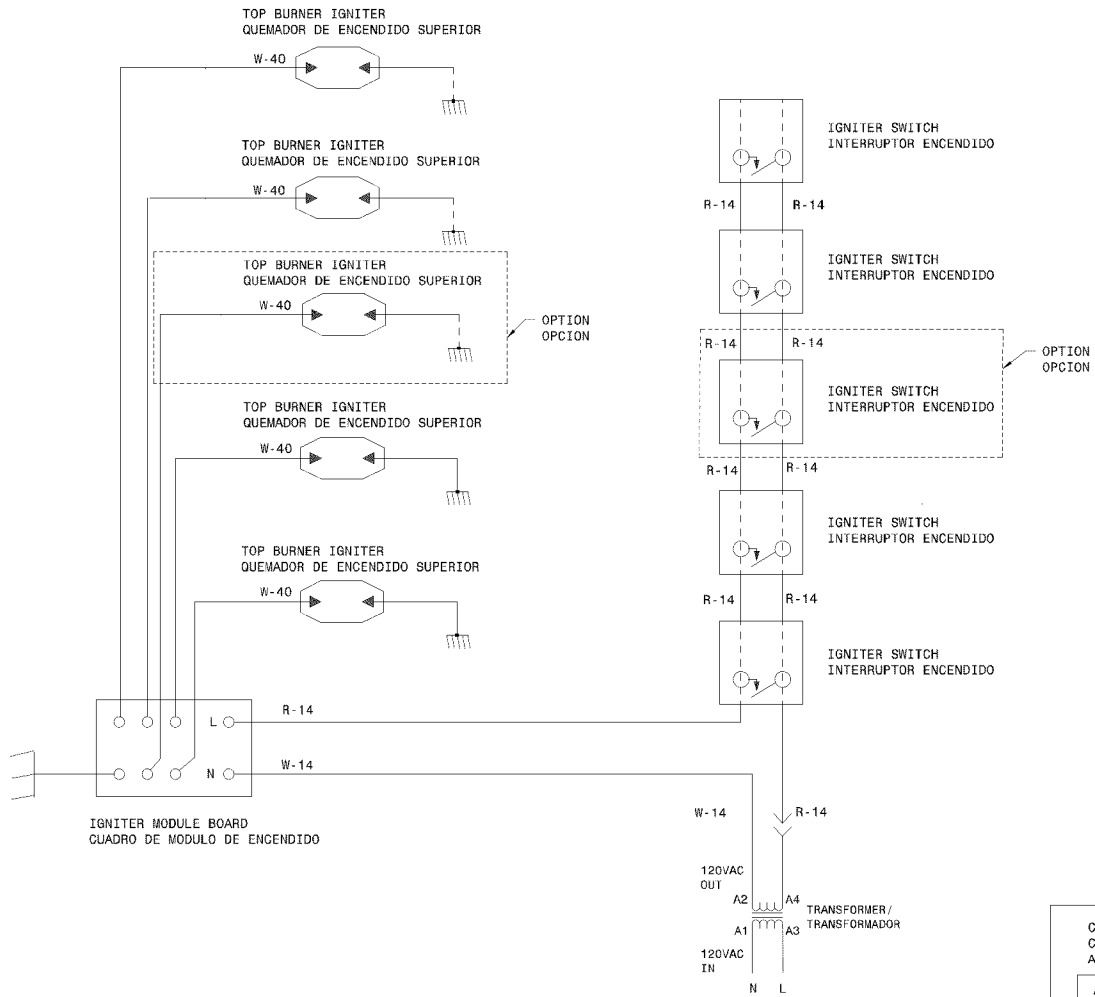 TOP BURNER IGNITER
QUEMADOR DE ENCENDIDO SUPERIOR
W-40
TOP BURNER IGNITER
QUEMADOR DE ENCENDIDO SUPERIOR
W-40
TOP BURNER IGNITER
QUEMADOR DE ENCENDIDO SUPERIOR
W-40
OPTION
OPCION
TOP BURNER IGNITER
QUEMADOR DE ENCENDIDO SUPERIOR
W-40
TOP BURNER IGNITER
QUEMADOR DE ENCENDIDO SUPERIOR
W-40
IGNITER SWITCH
INTERRUPTOR ENCENDIDO
R-14 R-14
IGNITER SWITCH
INTERRUPTOR ENCENDIDO
R-14 R-14
OPTION
OPCION
IGNITER SWITCH
INTERRUPTOR ENCENDIDO
R-14 R-14
IGNITER SWITCH
INTERRUPTOR ENCENDIDO
R-14 R-14
IGNITER SWITCH
INTERRUPTOR ENCENDIDO
L
R-14
N
W-14
IGNITER MODULE BOARD
CUADRO DE MODULO DE ENCENDIDO
W-14 R-14
120VAC
OUT
A2 A4
TRANSFORMER/
TRANSFORMADOR
A1 A3
120VAC
IN
N L